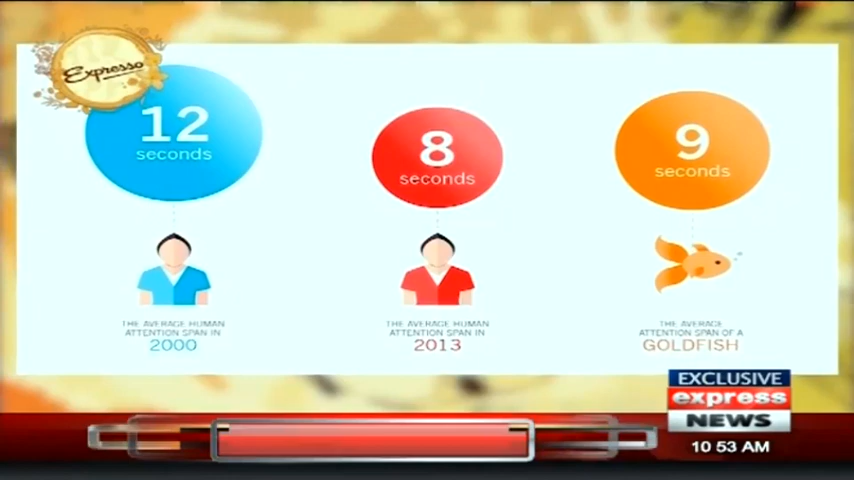 Expresso
12
seconds
THE AVERAGE HUMAN
ATTENTION SPAN IN
2000
8
seconds
THE AVERAGE HUMAN
ATTENTION SPAN IN
2013
9
seconds
THE AVERAGE
ATTENTION SPAN OF A
GOLDFISH
EXCLUSIVE
express
NEWS
10 53 AM